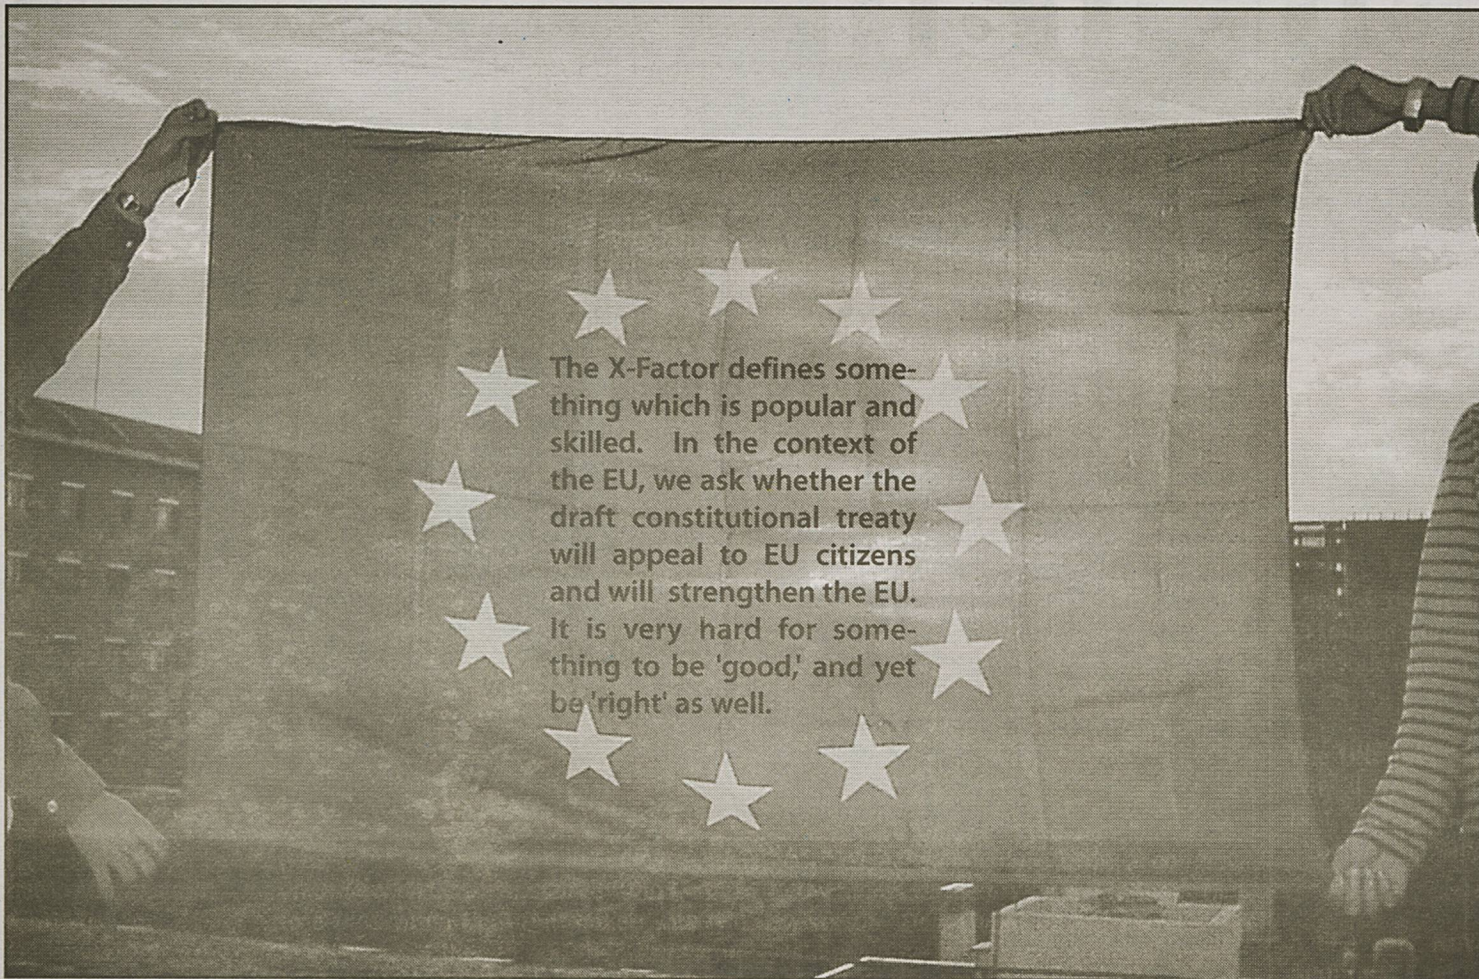 The X-Factor defines some-
thing which is popular and
skilled. In the context of
the EU, we ask whether the
draft constitutional treaty
will appeal to EU citizens
and will strengthen the EU.
It is very hard for some-
thing to be 'good,' and yet
be 'right' as well.